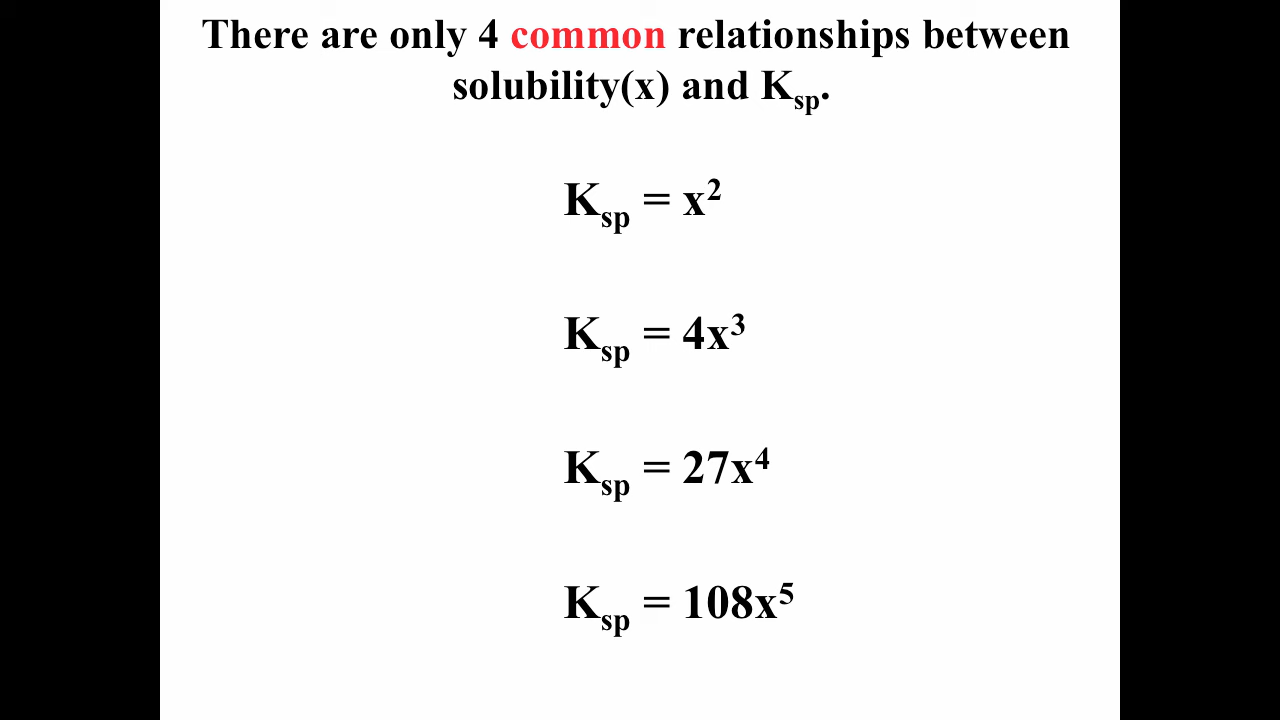 There are only 4 common relationships between
solubility(x) and Ksp.
Ksp = x²
Ksp = 4x³
Ksp = 27x⁴
Ksp = 108x⁵